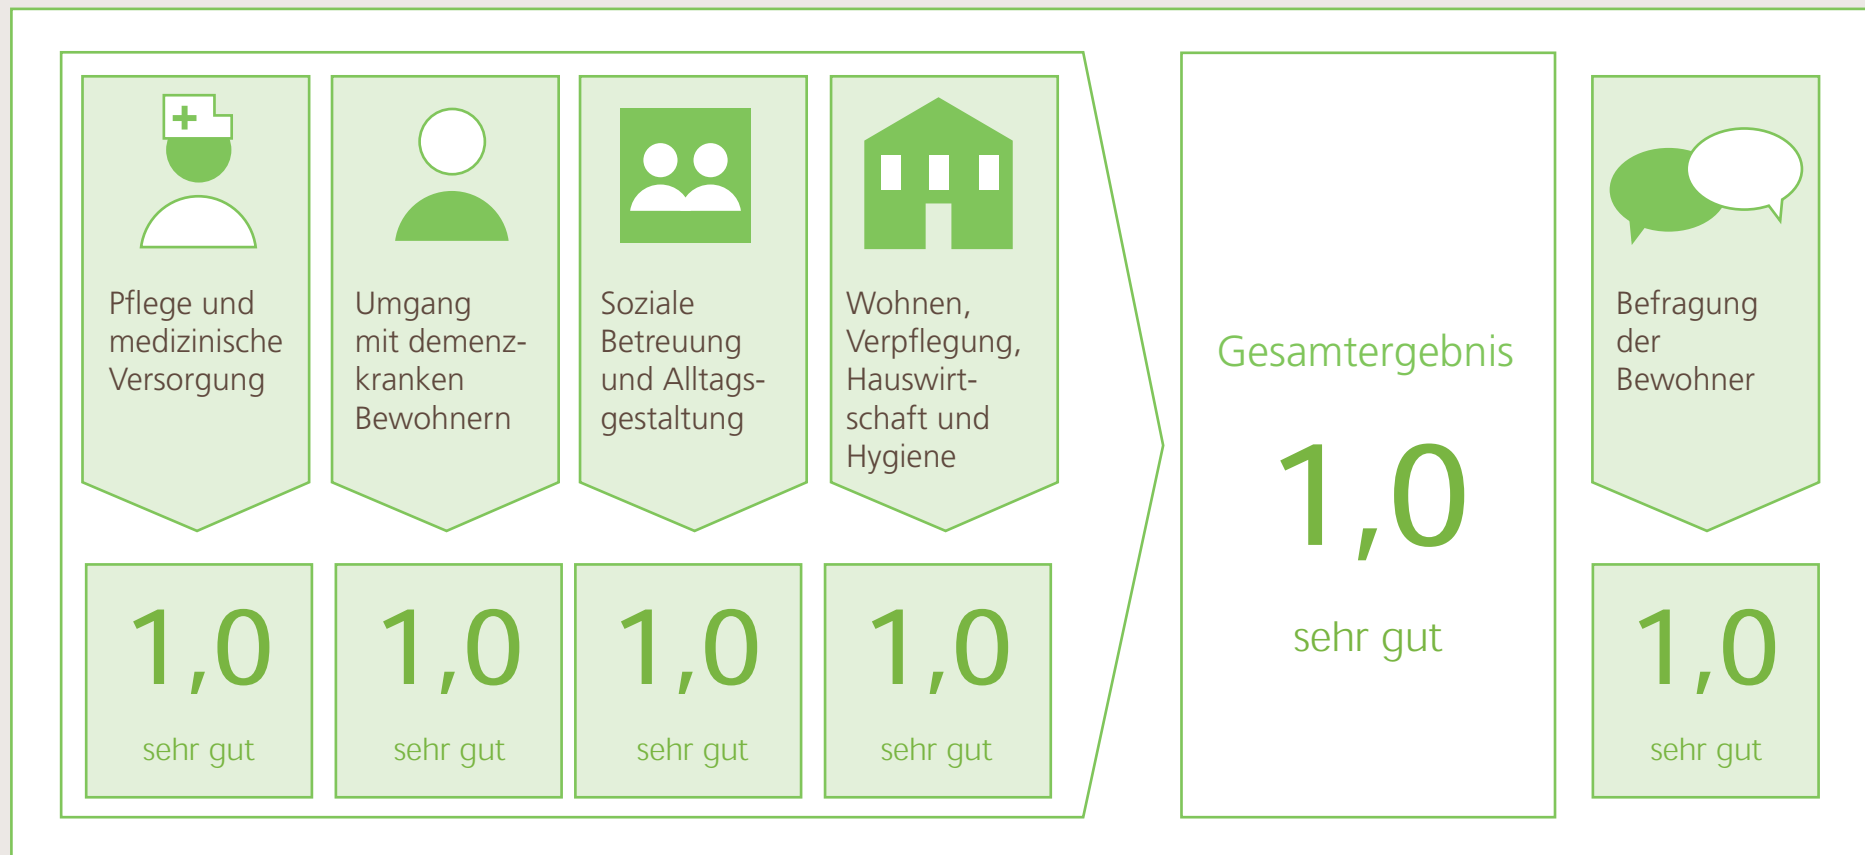 Pflege und
medizinische
Versorgung
1,0
sehr gut
Umgang
mit demenz-
kranken
Bewohnern
1,0
sehr gut
Soziale
Betreuung
und Alltags-
gestaltung
1,0
sehr gut
Wohnen,
Verpflegung,
Hauswirt-
schaft und
Hygiene
1,0
sehr gut
Gesamtergebnis
1,0
sehr gut
Befragung
der
Bewohner
1,0
sehr gut